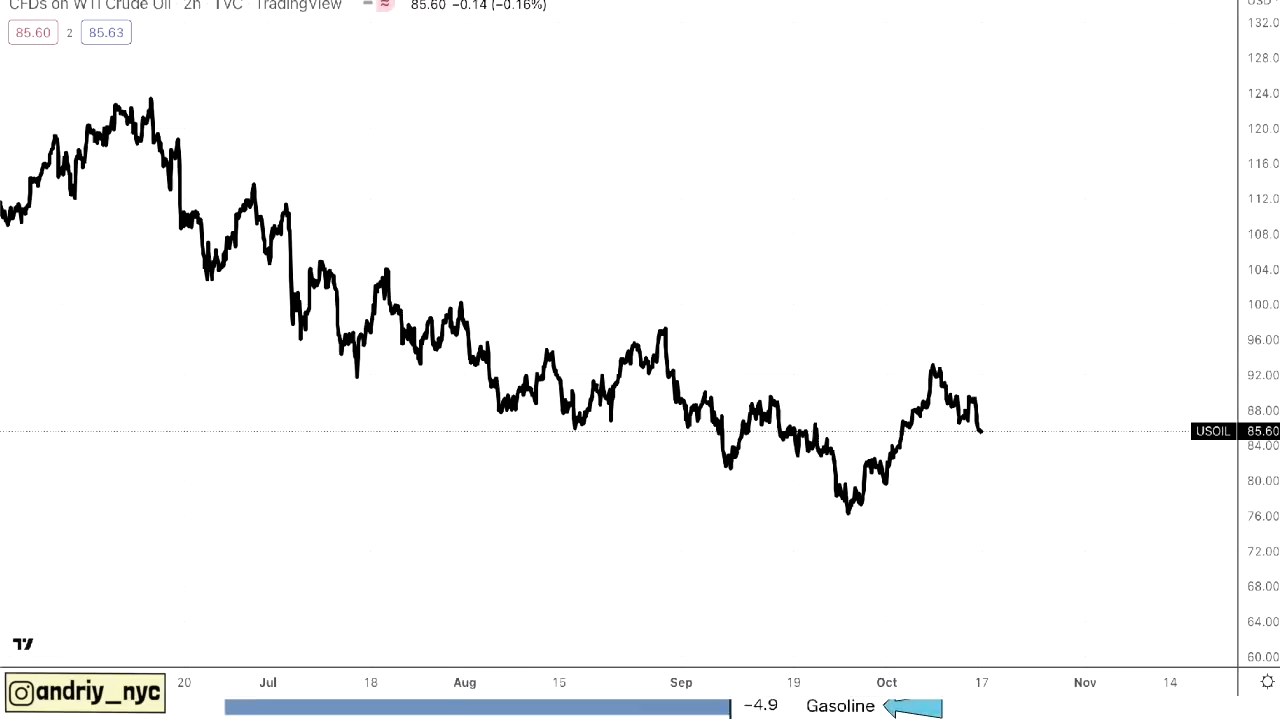 CFDs on WTI Crude Oil · 2h · TVC · TradingView 85.60 −0.14 (−0.16%)
85.60 2 85.63
USD
132.0
128.0
124.0
120.0
116.0
112.0
108.0
104.0
100.00
96.00
92.00
88.00
USOIL 85.60
84.00
80.00
76.00
72.00
68.00
64.00
60.00
20 Jul 18 Aug 15 Sep 19 Oct 17 Nov 14
andriy_nyc
−4.9 Gasoline